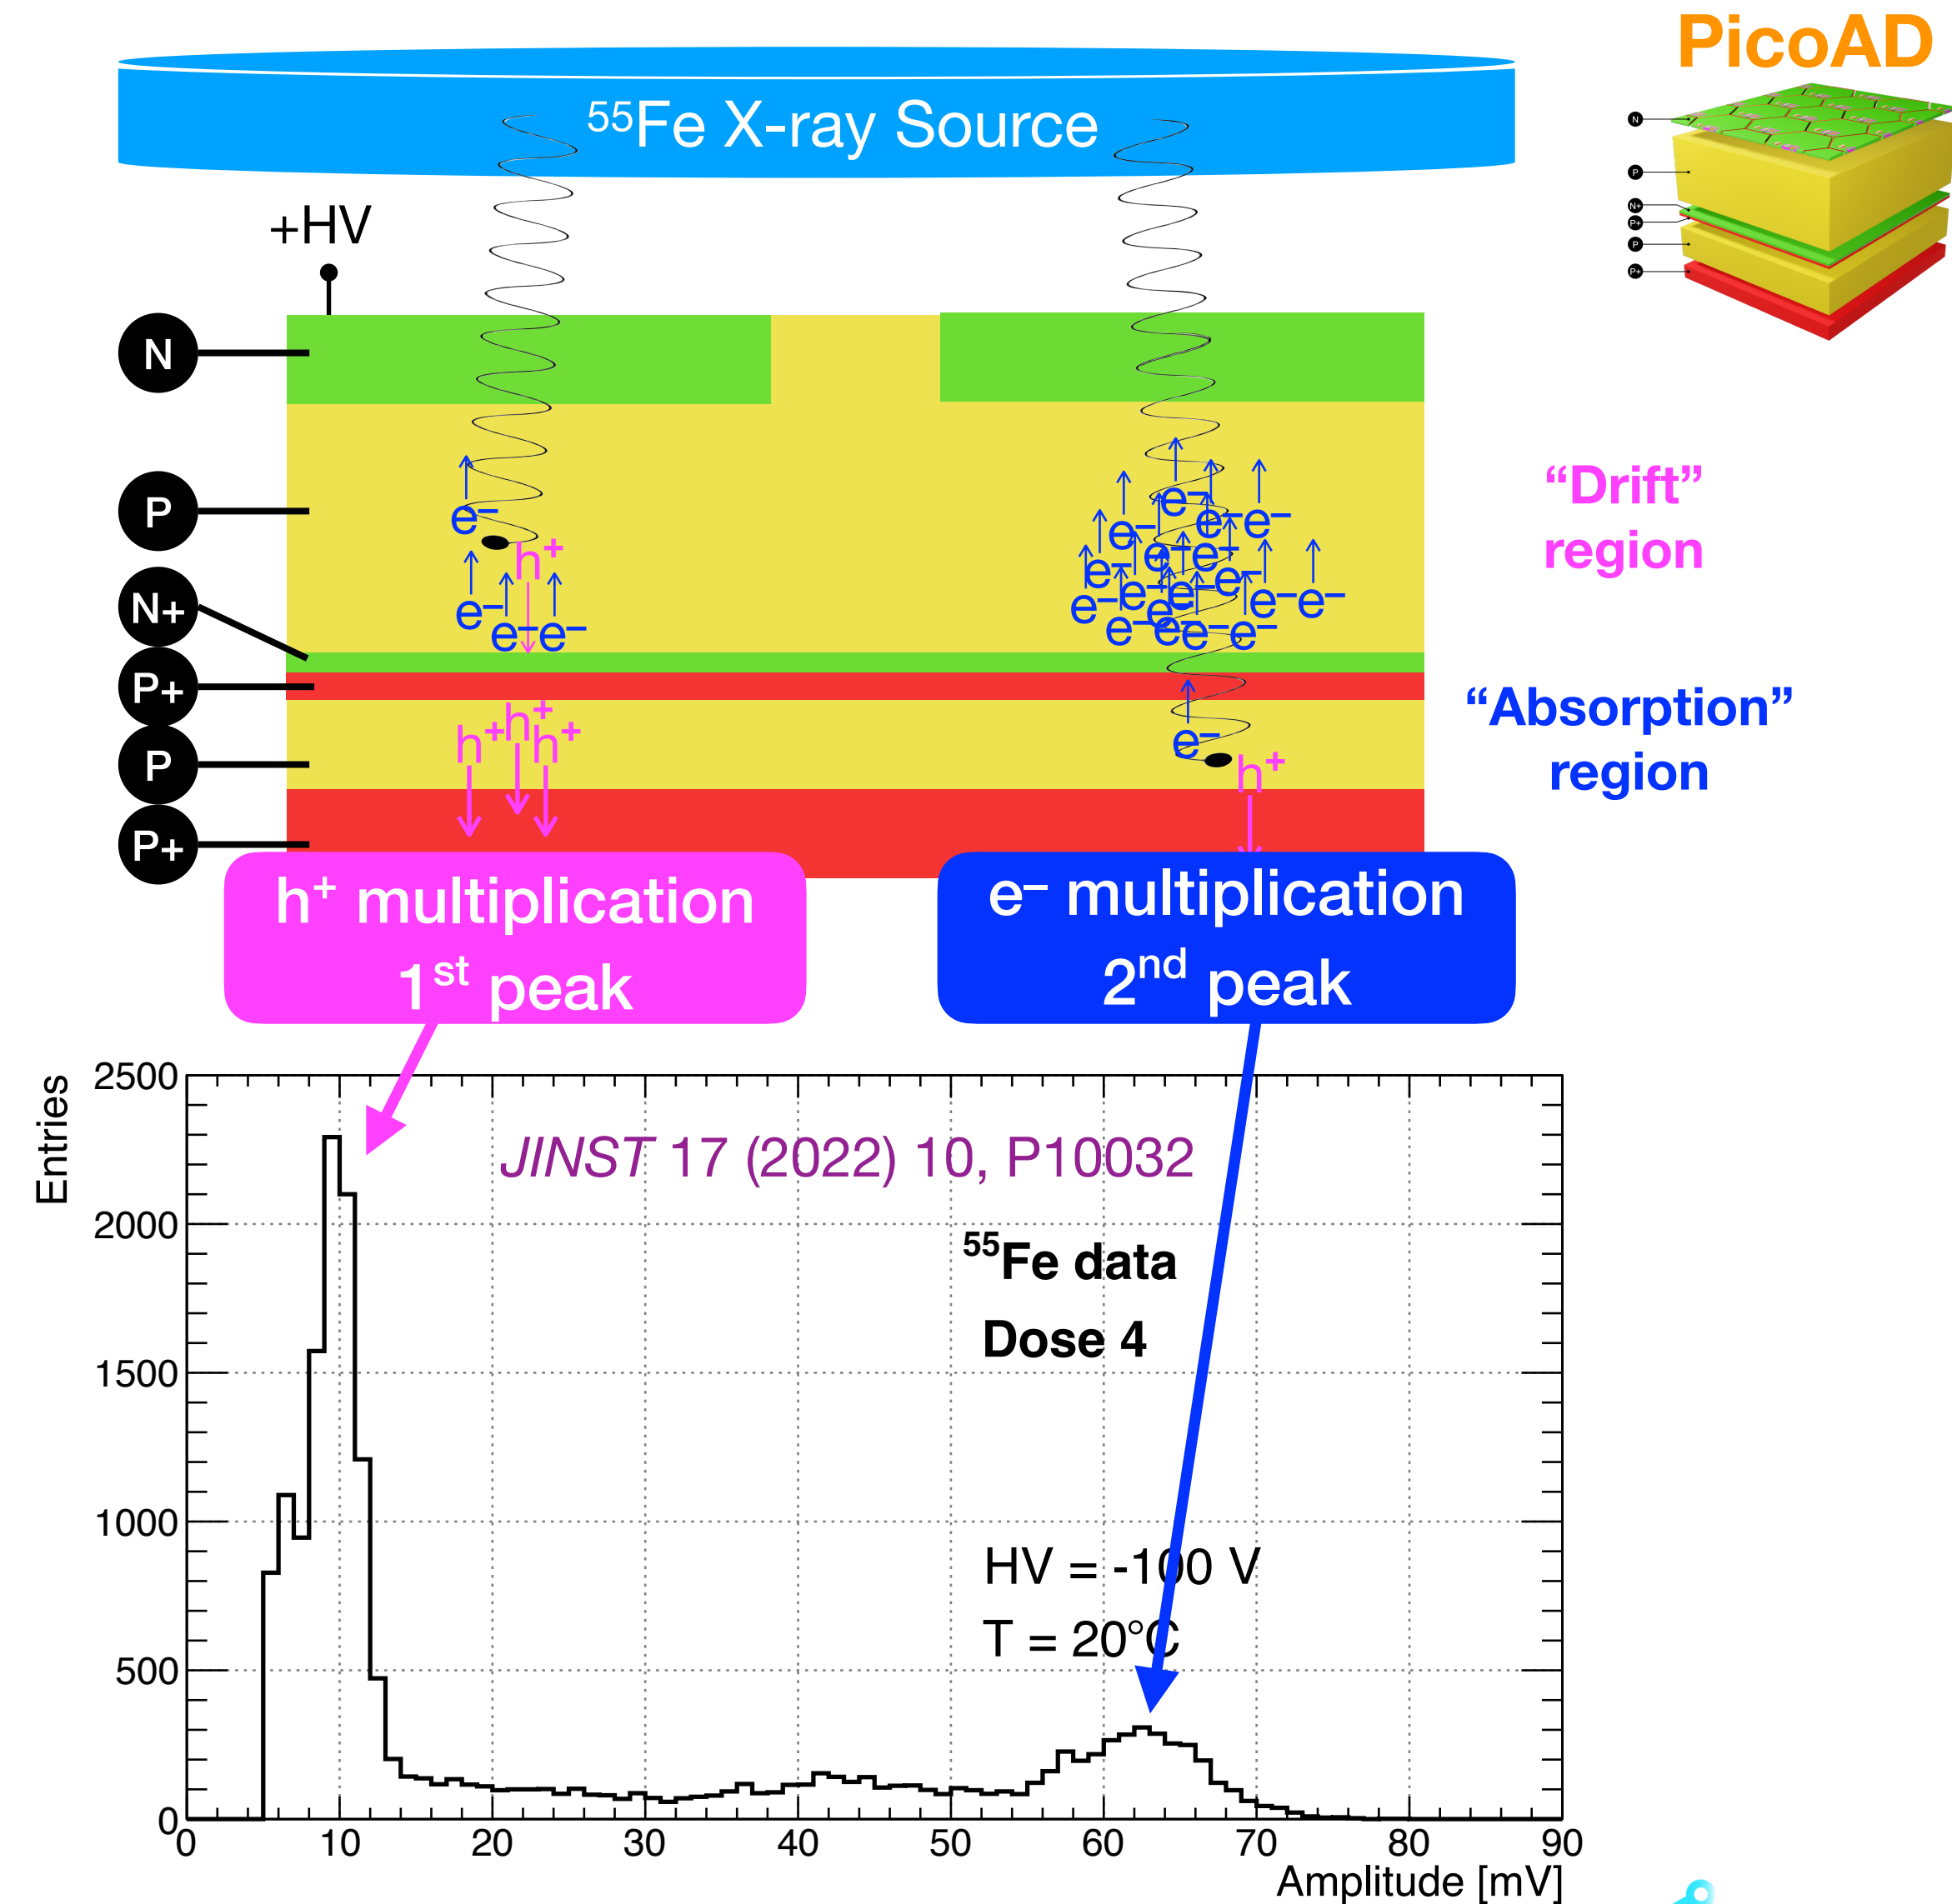 PicoAD
⁵⁵Fe X-ray Source
+HV
N
P
N+
P+
P
P+
N
P
N+
P+
P
P+
e–
h+
e–
e– e–
h+
h+ h+
e–
e– e– e–
e– e–
e– e–
e– e– e– e– e–
e– e–
e– e– e– e–
e–
h+
“Drift”
region
“Absorption”
region
h+ multiplication
1st peak
e– multiplication
2nd peak
Entries
2500
2000
1500
1000
500
0
JINST 17 (2022) 10, P10032
⁵⁵Fe data
Dose 4
HV = -100 V
T = 20°C
0 10 20 30 40 50 60 70 80 90
Amplitude [mV]